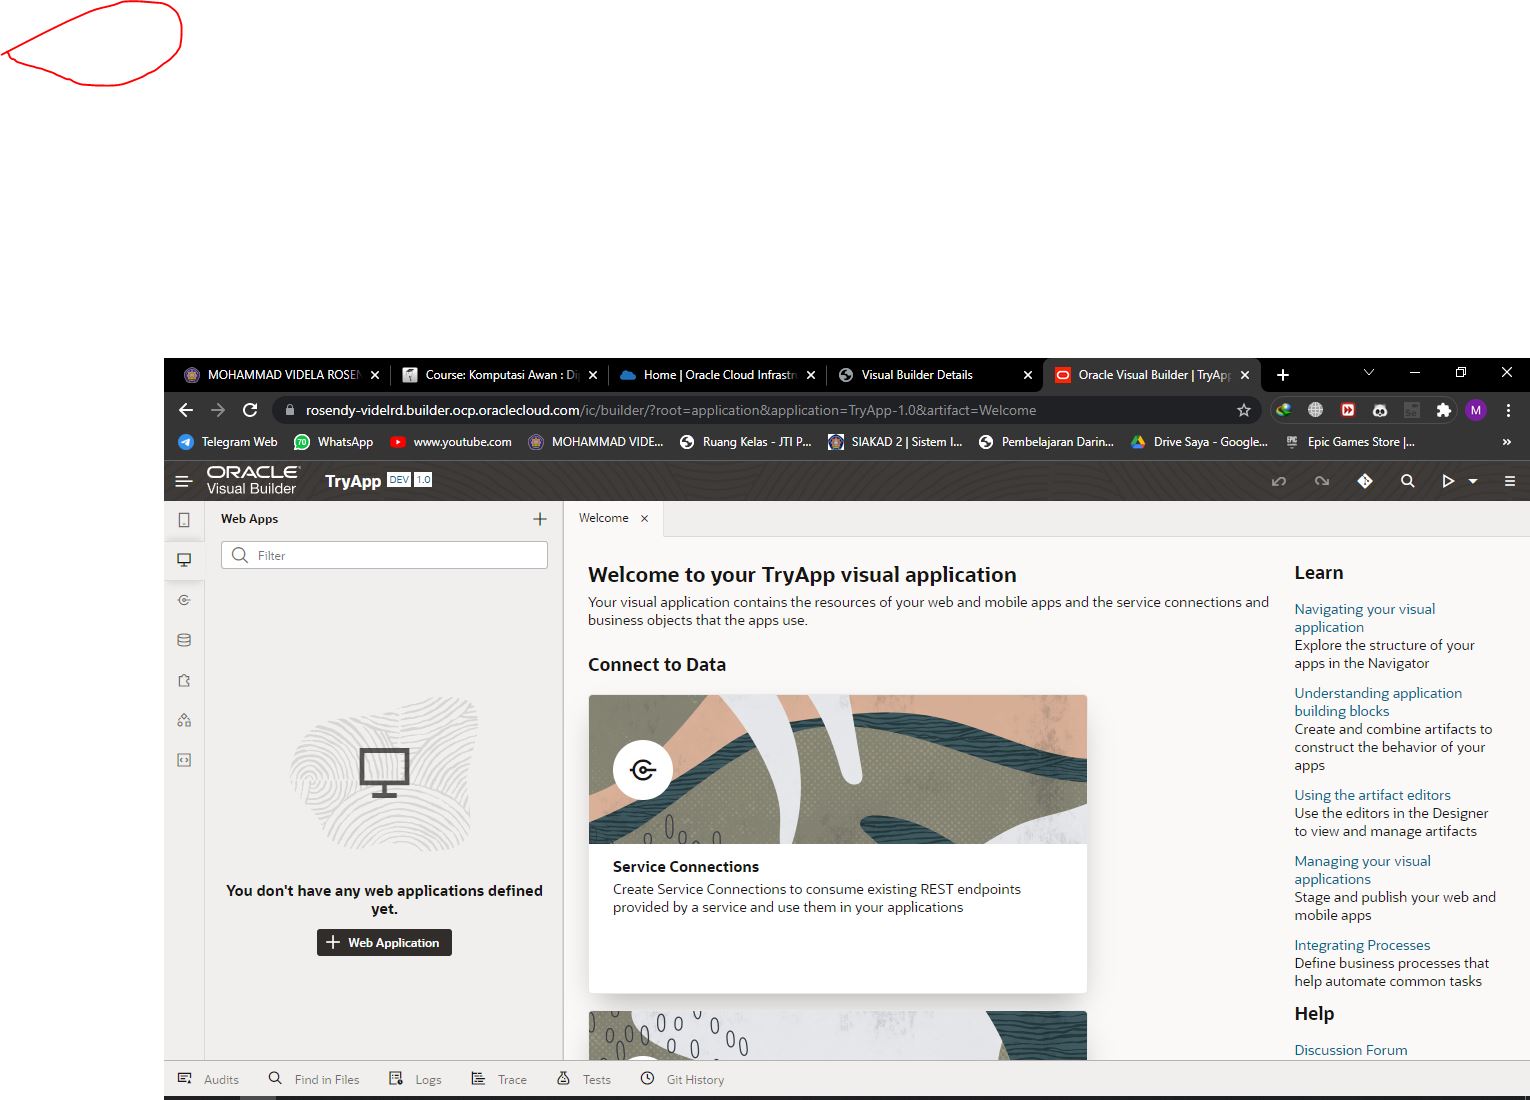 MOHAMMAD VIDELA ROSEN
Course: Komputasi Awan : Di
Home | Oracle Cloud Infrastr
Visual Builder Details
Oracle Visual Builder | TryApp
rosendy-videlrd.builder.ocp.oraclecloud.com/ic/builder/?root=application&application=TryApp-1.0&artifact=Welcome
M
Telegram Web
70
WhatsApp
www.youtube.com
MOHAMMAD VIDE...
Ruang Kelas - JTI P...
SIAKAD 2 | Sistem I...
Pembelajaran Darin...
Drive Saya - Google...
EPIC
Epic Games Store |...
ORACLE
Visual Builder
TryApp
DEV
1.0
Web Apps
Filter
You don't have any web applications defined
yet.
Web Application
Welcome
Welcome to your TryApp visual application
Your visual application contains the resources of your web and mobile apps and the service connections and
business objects that the apps use.
Connect to Data
Service Connections
Create Service Connections to consume existing REST endpoints
provided by a service and use them in your applications
Learn
Navigating your visual
application
Explore the structure of your
apps in the Navigator
Understanding application
building blocks
Create and combine artifacts to
construct the behavior of your
apps
Using the artifact editors
Use the editors in the Designer
to view and manage artifacts
Managing your visual
applications
Stage and publish your web and
mobile apps
Integrating Processes
Define business processes that
help automate common tasks
Help
Discussion Forum
Audits
Find in Files
Logs
Trace
Tests
Git History